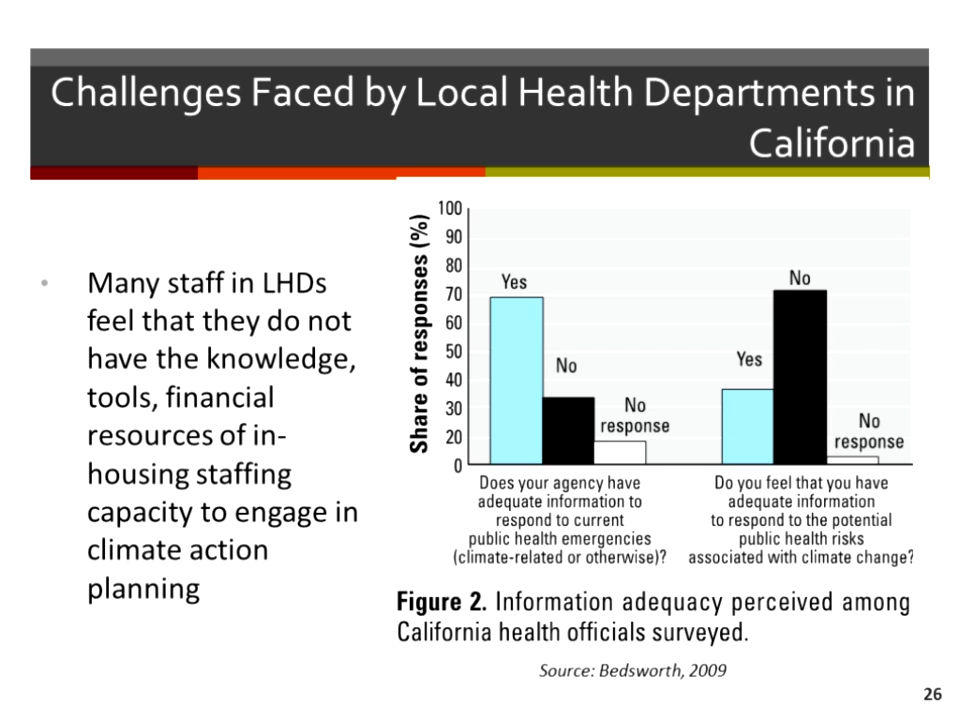 Challenges Faced by Local Health Departments in
California
• Many staff in LHDs
feel that they do not
have the knowledge,
tools, financial
resources of in-
housing staffing
capacity to engage in
climate action
planning
Share of responses (%)
100
90
80
70
60
50
40
30
20
0
Yes
No
No
response
Yes
No
No
response
Does your agency have
adequate information to
respond to current
public health emergencies
(climate-related or otherwise)?
Do you feel that you have
adequate information
to respond to the potential
public health risks
associated with climate change?
Figure 2. Information adequacy perceived among
California health officials surveyed.
Source: Bedsworth, 2009
26